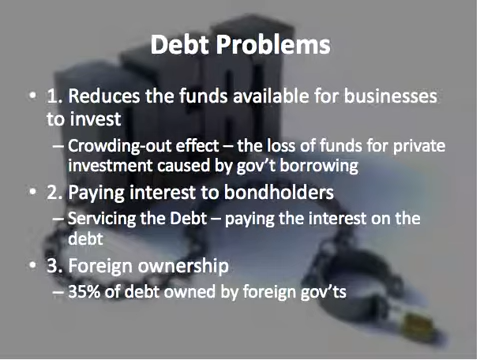 Debt Problems
• 1. Reduces the funds available for businesses
to invest
– Crowding-out effect – the loss of funds for private
investment caused by gov't borrowing
• 2. Paying interest to bondholders
– Servicing the Debt – paying the interest on the
debt
• 3. Foreign ownership
– 35% of debt owned by foreign gov'ts